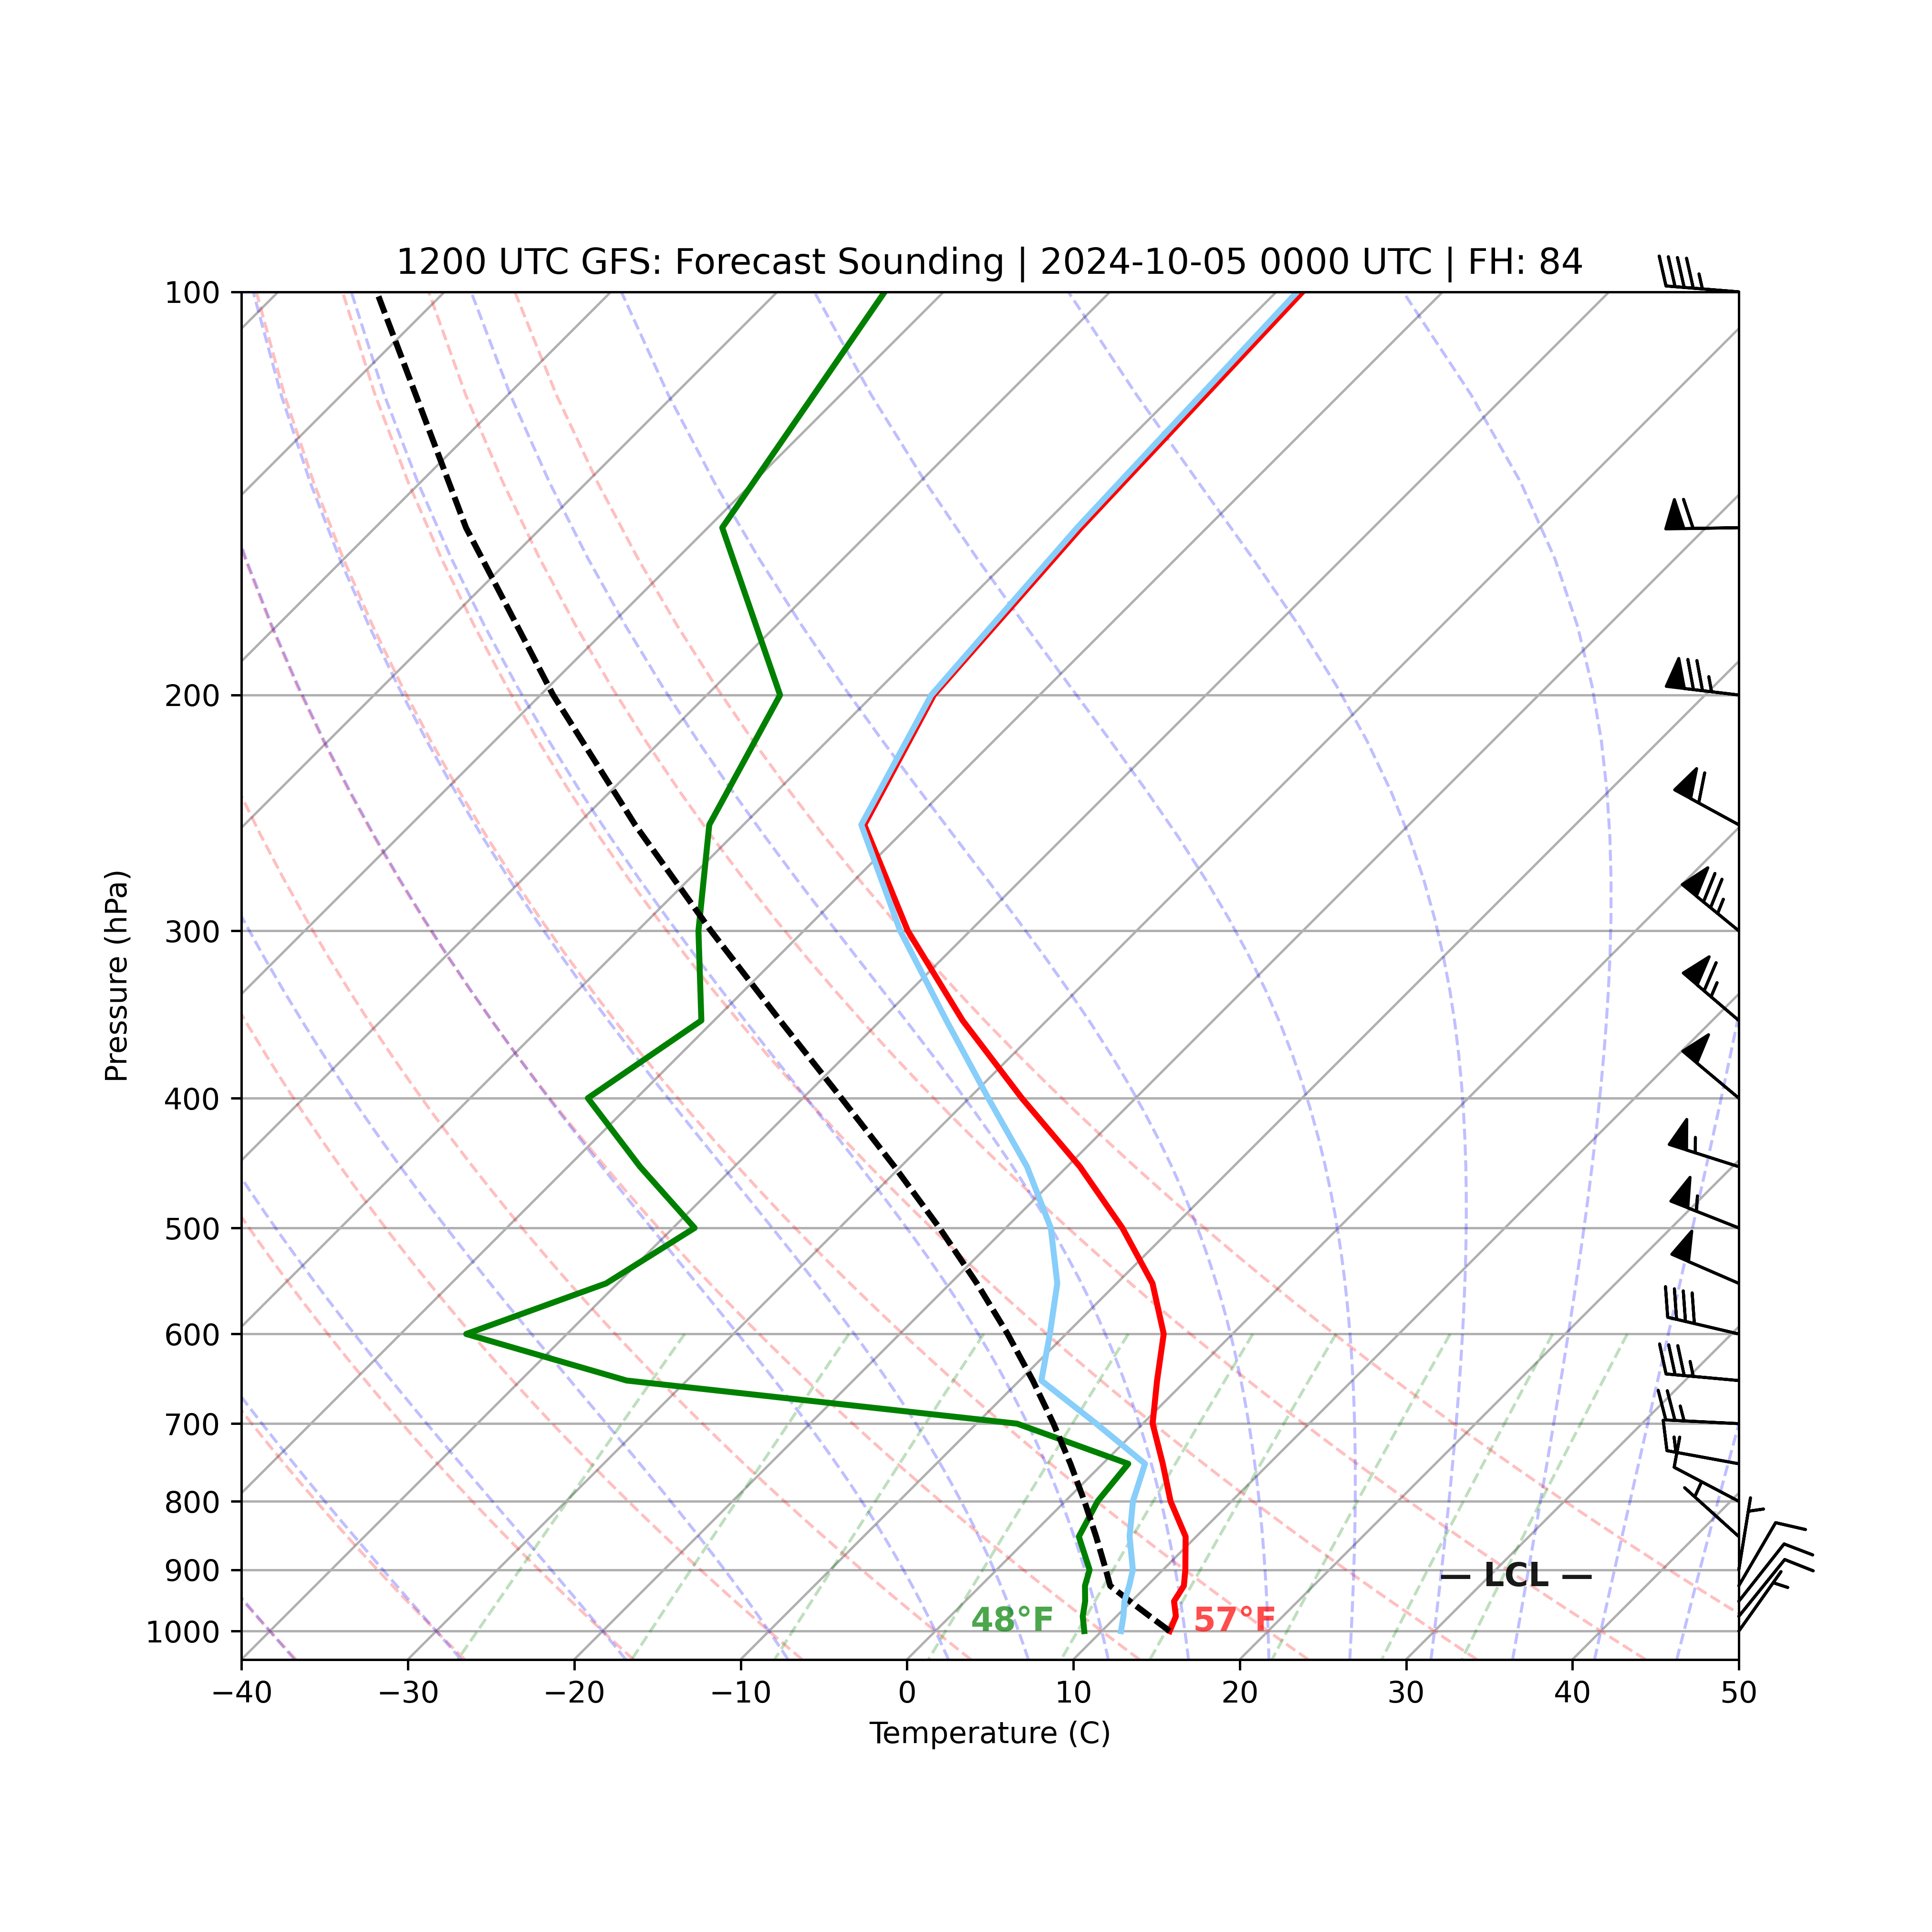 1200 UTC GFS: Forecast Sounding | 2024-10-05 0000 UTC | FH: 84
100
200
300
400
500
600
700
800
900
1000
Pressure (hPa)
— LCL —
48°F
57°F
−40 −30 −20 −10 0 10 20 30 40 50
Temperature (C)